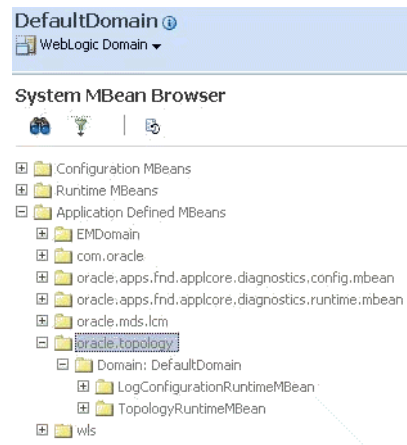 DefaultDomain
WebLogic Domain
System MBean Browser
Configuration MBeans
Runtime MBeans
Application Defined MBeans
EMDomain
com.oracle
oracle.apps.fnd.applcore.diagnostics.config.mbean
oracle.apps.fnd.applcore.diagnostics.runtime.mbean
oracle.mds.lcm
oracle.topology
Domain: DefaultDomain
LogConfigurationRuntimeMBean
TopologyRuntimeMBean
wls